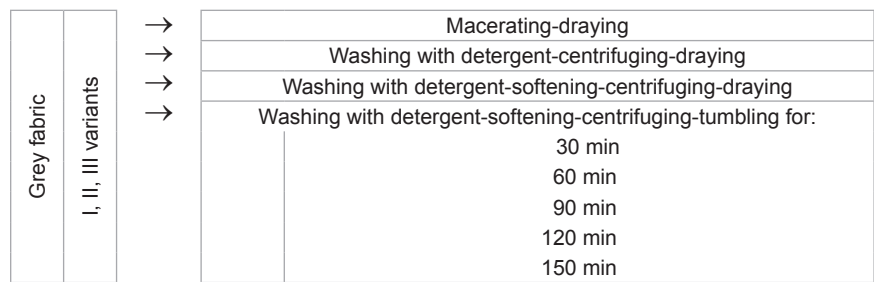 Grey fabric
I, II, III variants
→ Macerating-draying
→ Washing with detergent-centrifuging-draying
→ Washing with detergent-softening-centrifuging-draying
→ Washing with detergent-softening-centrifuging-tumbling for:
30 min
60 min
90 min
120 min
150 min